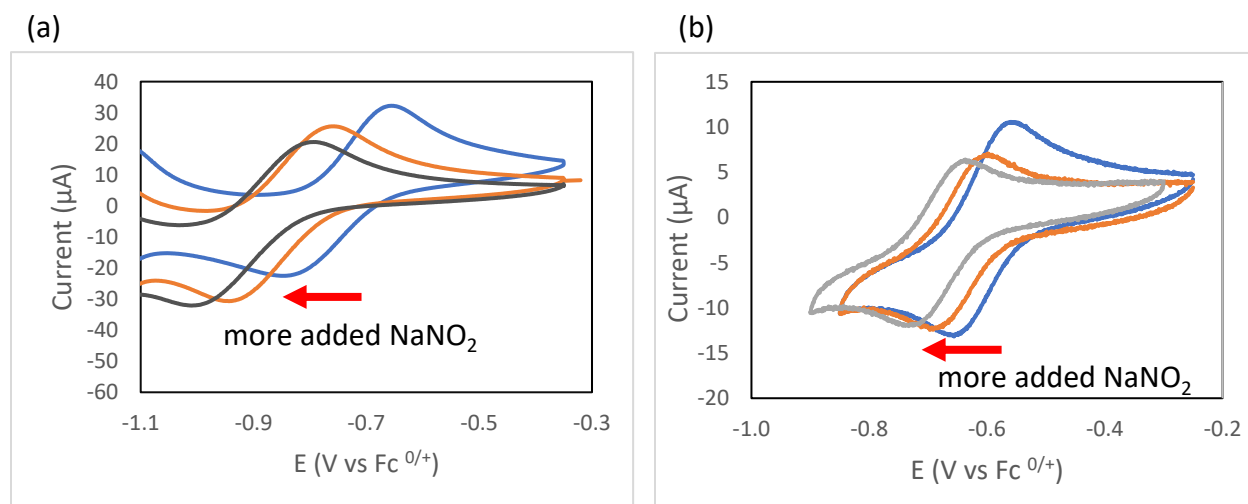 (a)
40
30
20
10
0
-10
-20
-30
-40
-50
-60
-1.1 -0.9 -0.7 -0.5 -0.3
Current (μA)
E (V vs Fc ⁰/⁺)
more added NaNO₂
(b)
15
10
5
0
-5
-10
-15
-20
-1.0 -0.8 -0.6 -0.4 -0.2
Current (μA)
E (V vs Fc ⁰/⁺)
more added NaNO₂